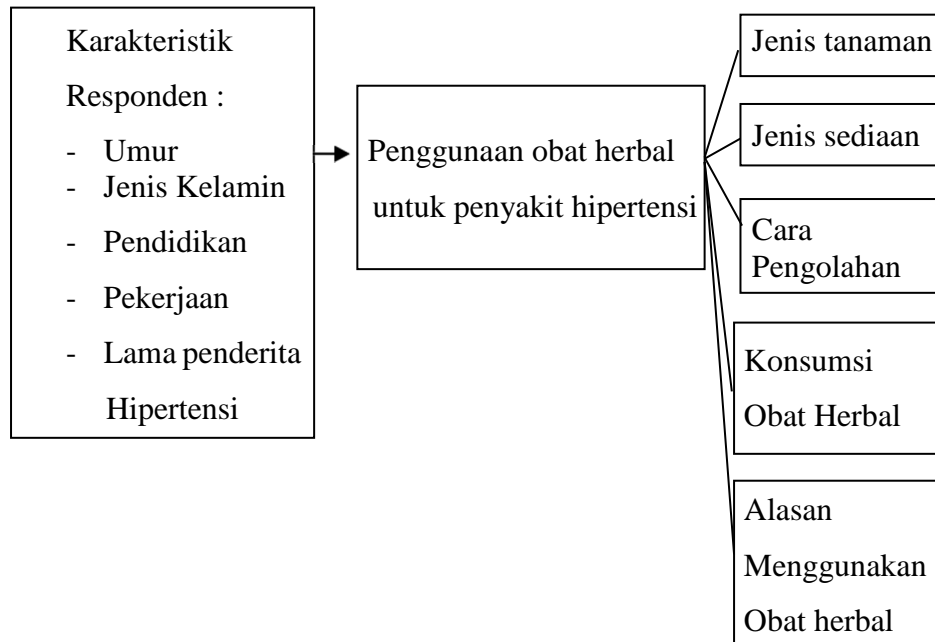 Karakteristik
Responden :
- Umur
- Jenis Kelamin
- Pendidikan
- Pekerjaan
- Lama penderita
Hipertensi
Penggunaan obat herbal
untuk penyakit hipertensi
Jenis tanaman
Jenis sediaan
Cara
Pengolahan
Konsumsi
Obat Herbal
Alasan
Menggunakan
Obat herbal